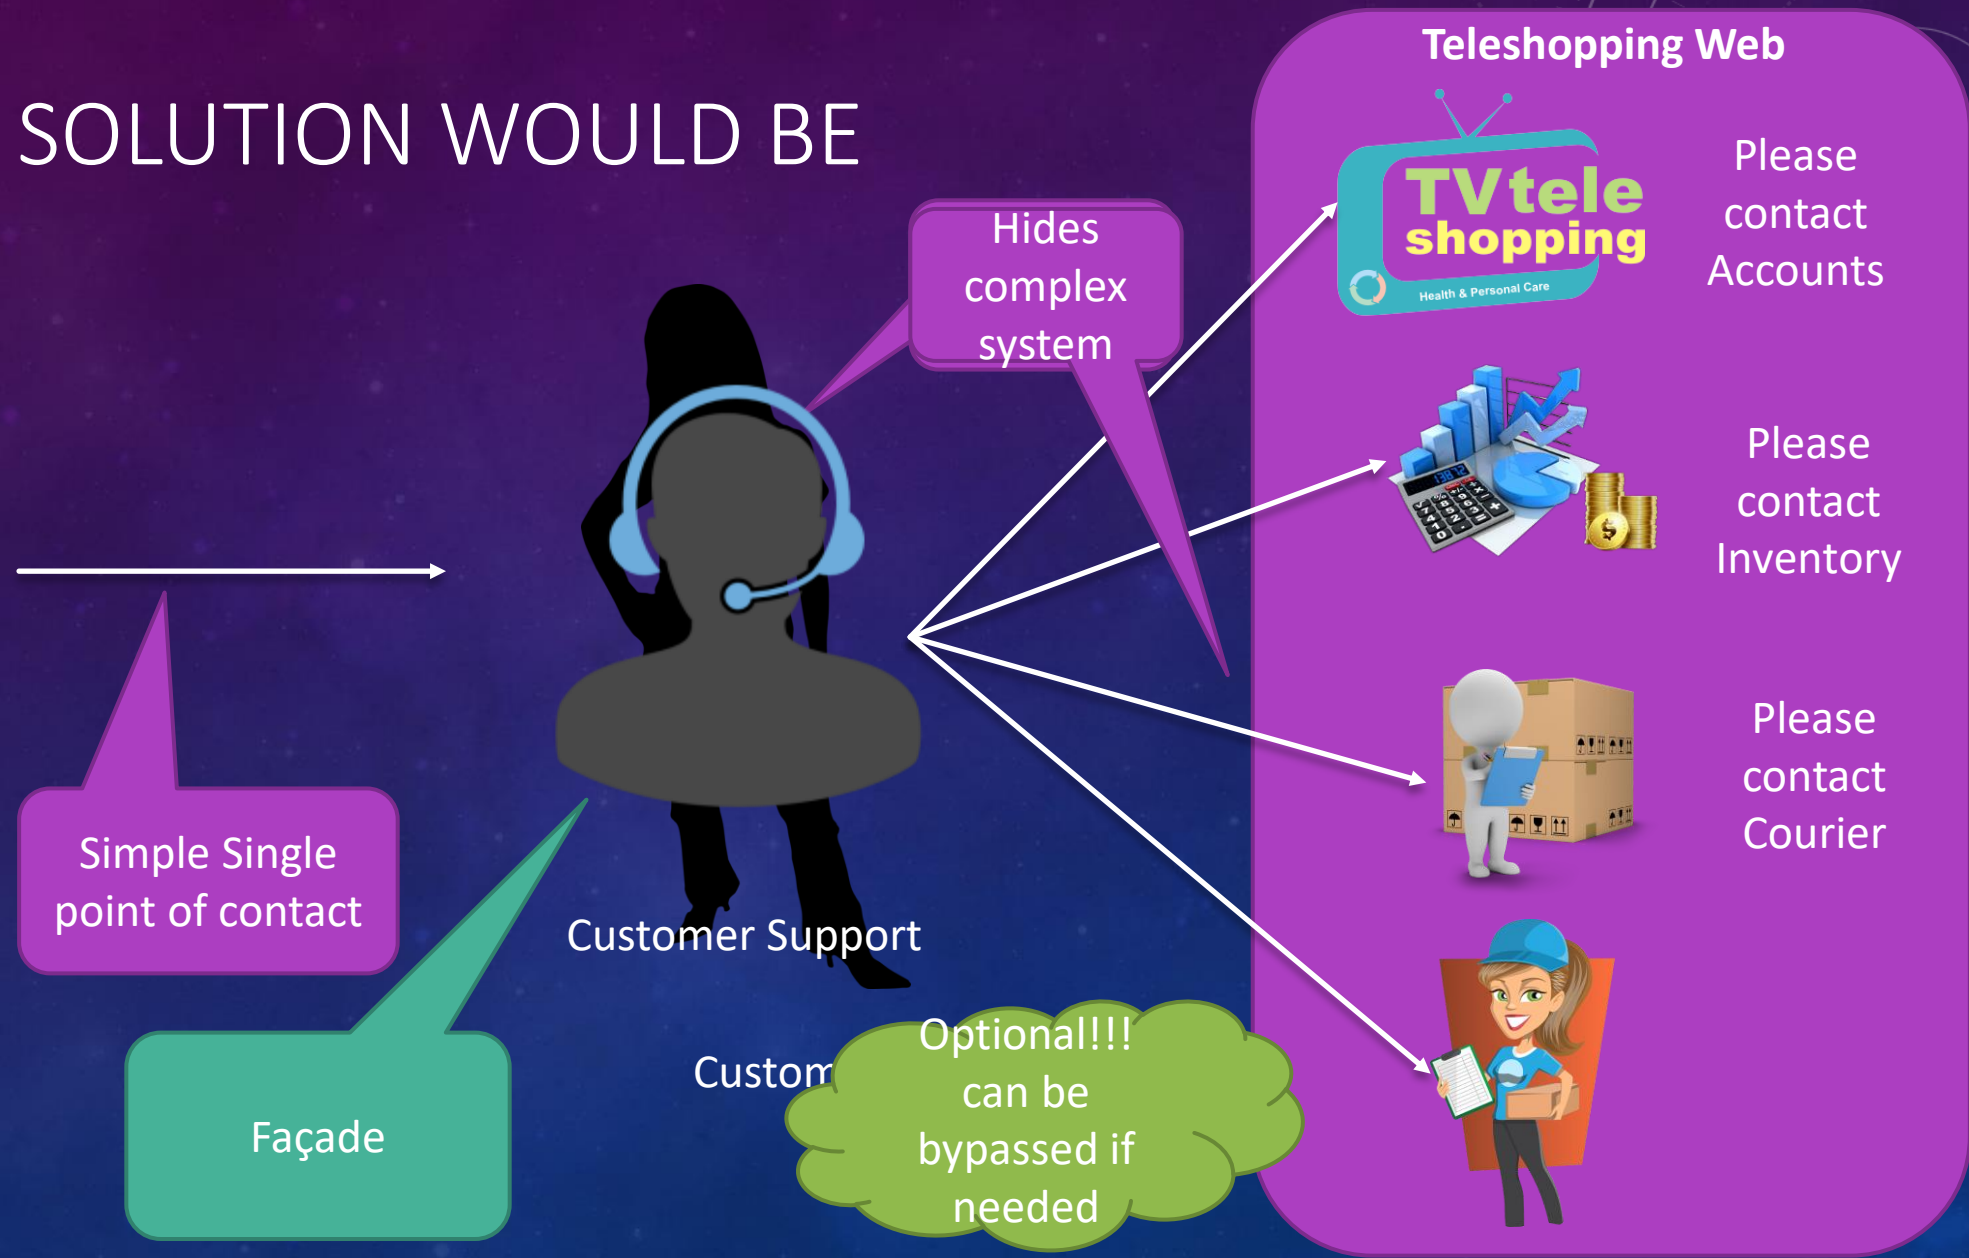 SOLUTION WOULD BE
Teleshopping Web
TV tele
shopping
Health & Personal Care
Please
contact
Accounts
Hides
complex
system
Please
contact
Inventory
Please
contact
Courier
Simple Single
point of contact
Customer Support
Façade
Custom
Optional!!!
can be
bypassed if
needed